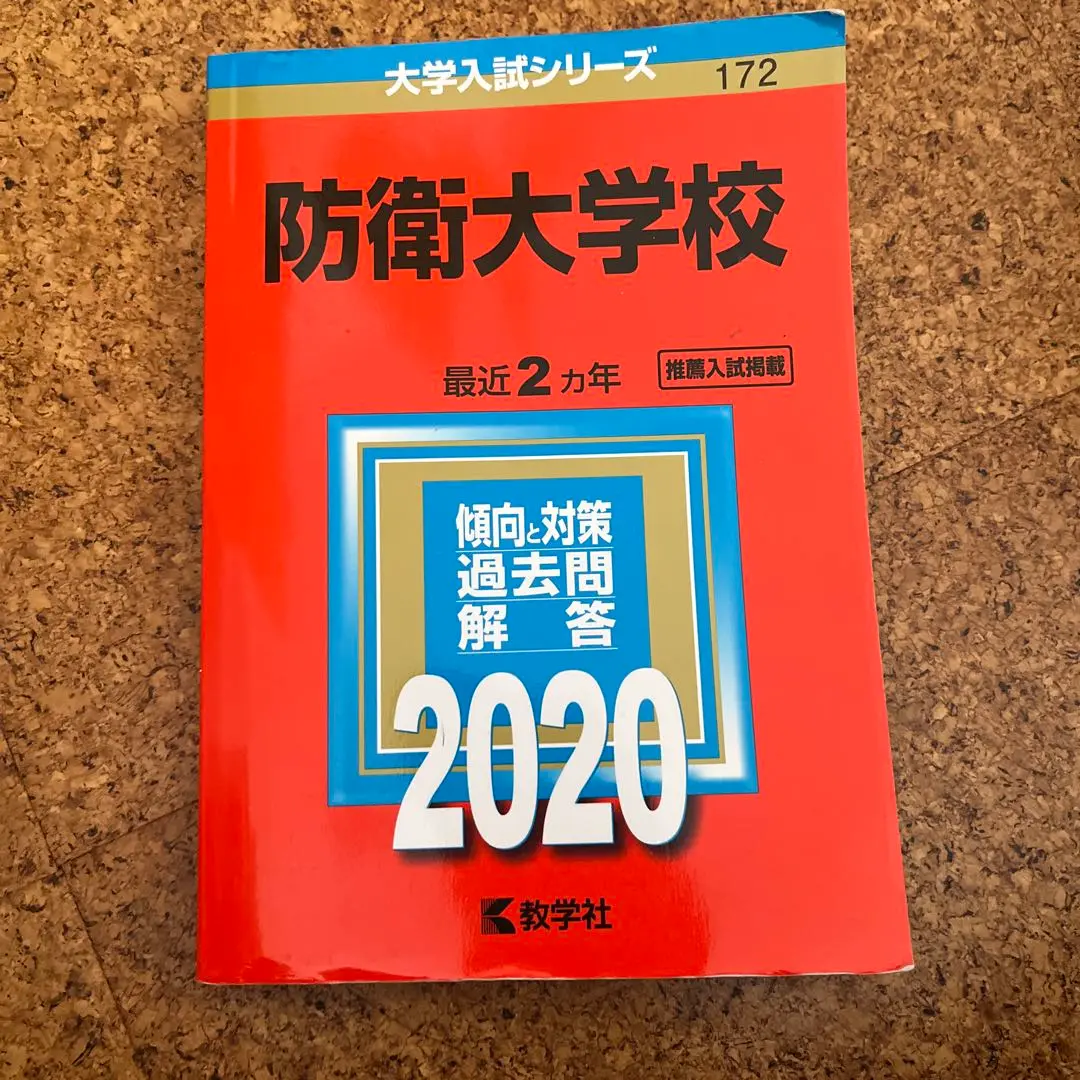 大学入試シリーズ
172
防衛大学校
最近2ヵ年
推薦入試掲載
傾向と対策
過去問
解答
2020
教学社